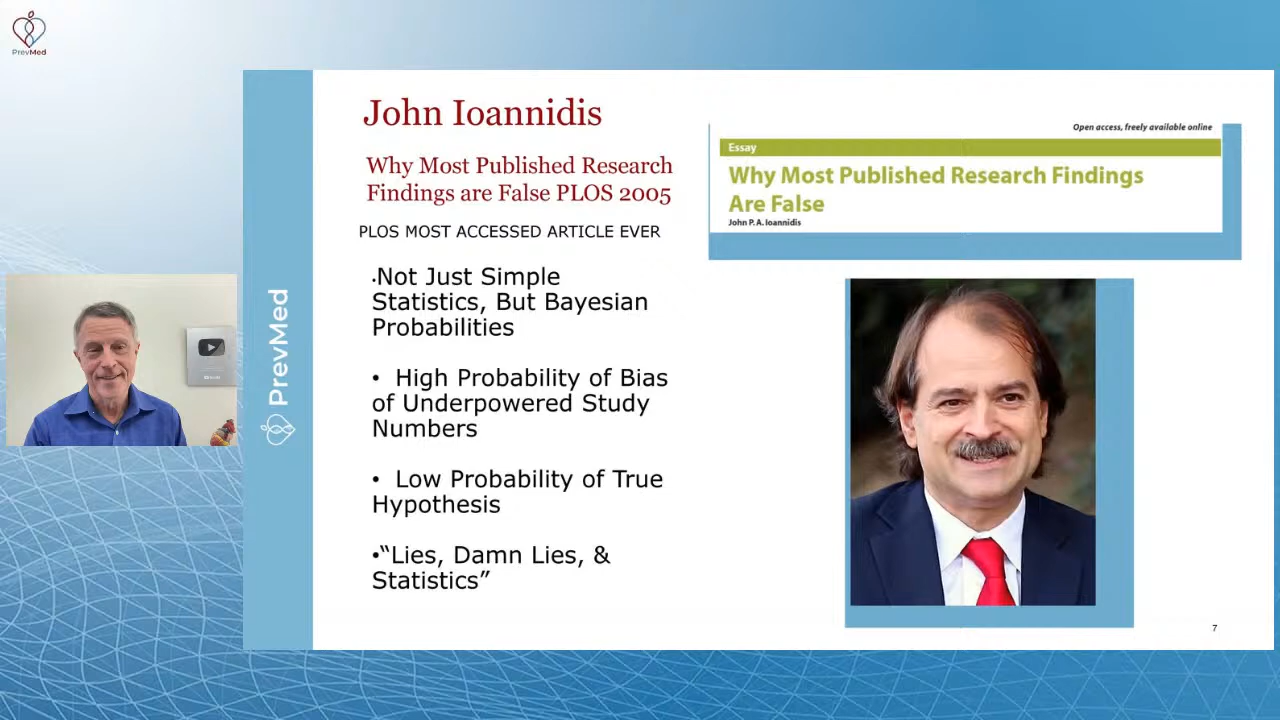 PrevMed
John Ioannidis
Why Most Published Research
Findings are False PLOS 2005
PLOS MOST ACCESSED ARTICLE EVER
•Not Just Simple
Statistics, But Bayesian
Probabilities
• High Probability of Bias
of Underpowered Study
Numbers
• Low Probability of True
Hypothesis
•“Lies, Damn Lies, &
Statistics”
Open access, freely available online
Essay
Why Most Published Research Findings
Are False
John P. A. Ioannidis
PrevMed
7